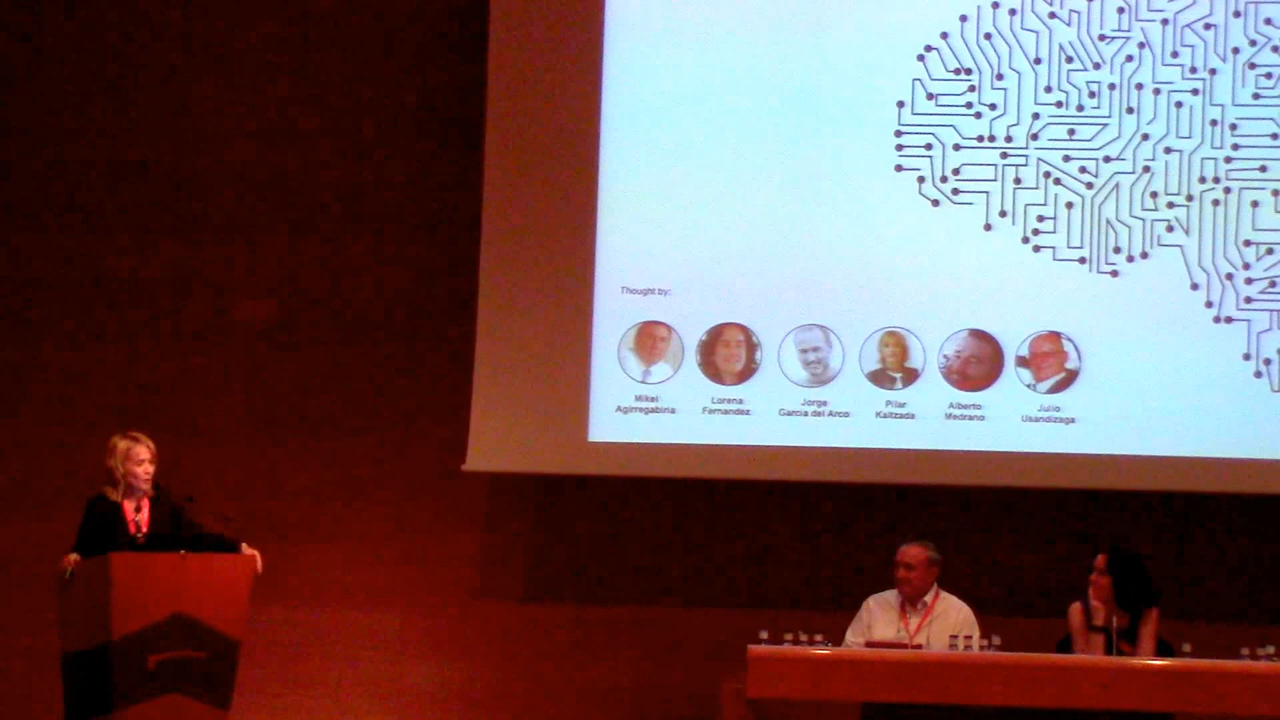 Thought by:
Mikel
Agirregabiria
Lorena
Fernandez
Jorge
Garcia del Arco
Pilar
Kaltzada
Alberto
Medrano
Julio
Usandizaga